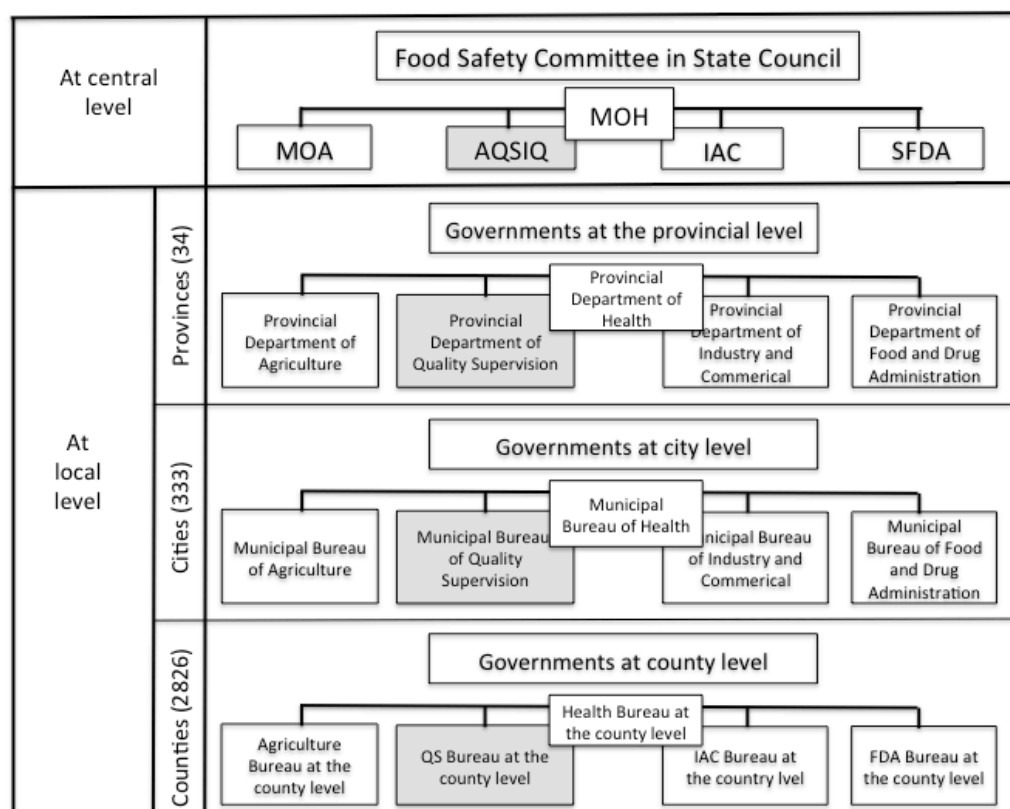 At central
level
Food Safety Committee in State Council
MOH
MOA
AQSIQ
IAC
SFDA
At
local
level
Provinces (34)
Governments at the provincial level
Provincial
Department of
Health
Provincial
Department of
Agriculture
Provincial
Department of
Quality Supervision
Provincial
Department of
Industry and
Commerical
Provincial
Department of
Food and Drug
Administration
Cities (333)
Governments at city level
Municipal
Bureau of Health
Municipal Bureau
of Agriculture
Municipal Bureau
of Quality
Supervision
Municipal Bureau
of Industry and
Commerical
Municipal
Bureau of Food
and Drug
Administration
Counties (2826)
Governments at county level
Health Bureau at
the county level
Agriculture
Bureau at the
county level
QS Bureau at the
county level
IAC Bureau at
the country lvel
FDA Bureau at
the county level